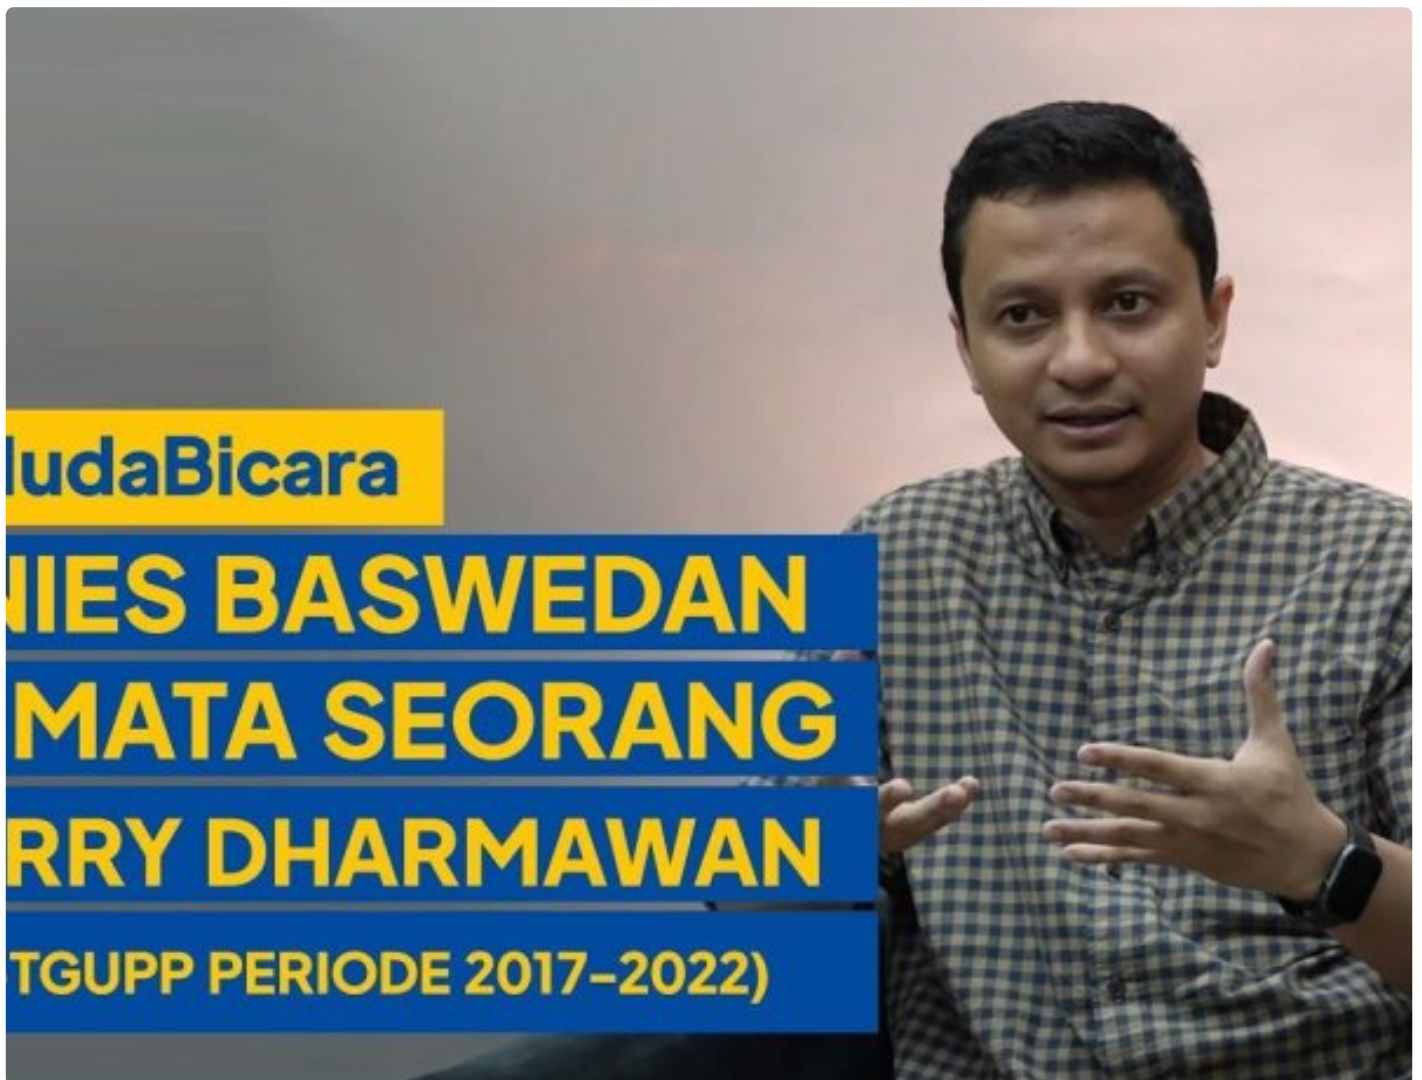 udaBicara
NIES BASWEDAN
MATA SEORANG
RRY DHARMAWAN
TGUPP PERIODE 2017-2022)